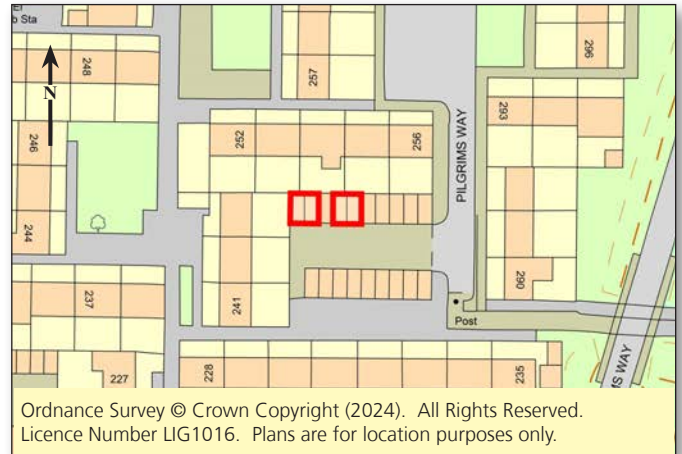 b Sta
248
257
296
N
252
256
PILGRIMS WAY
293
246
244
237
241
290
Post
227
228
235
S WAY
Ordnance Survey © Crown Copyright (2024). All Rights Reserved.
Licence Number LIG1016. Plans are for location purposes only.